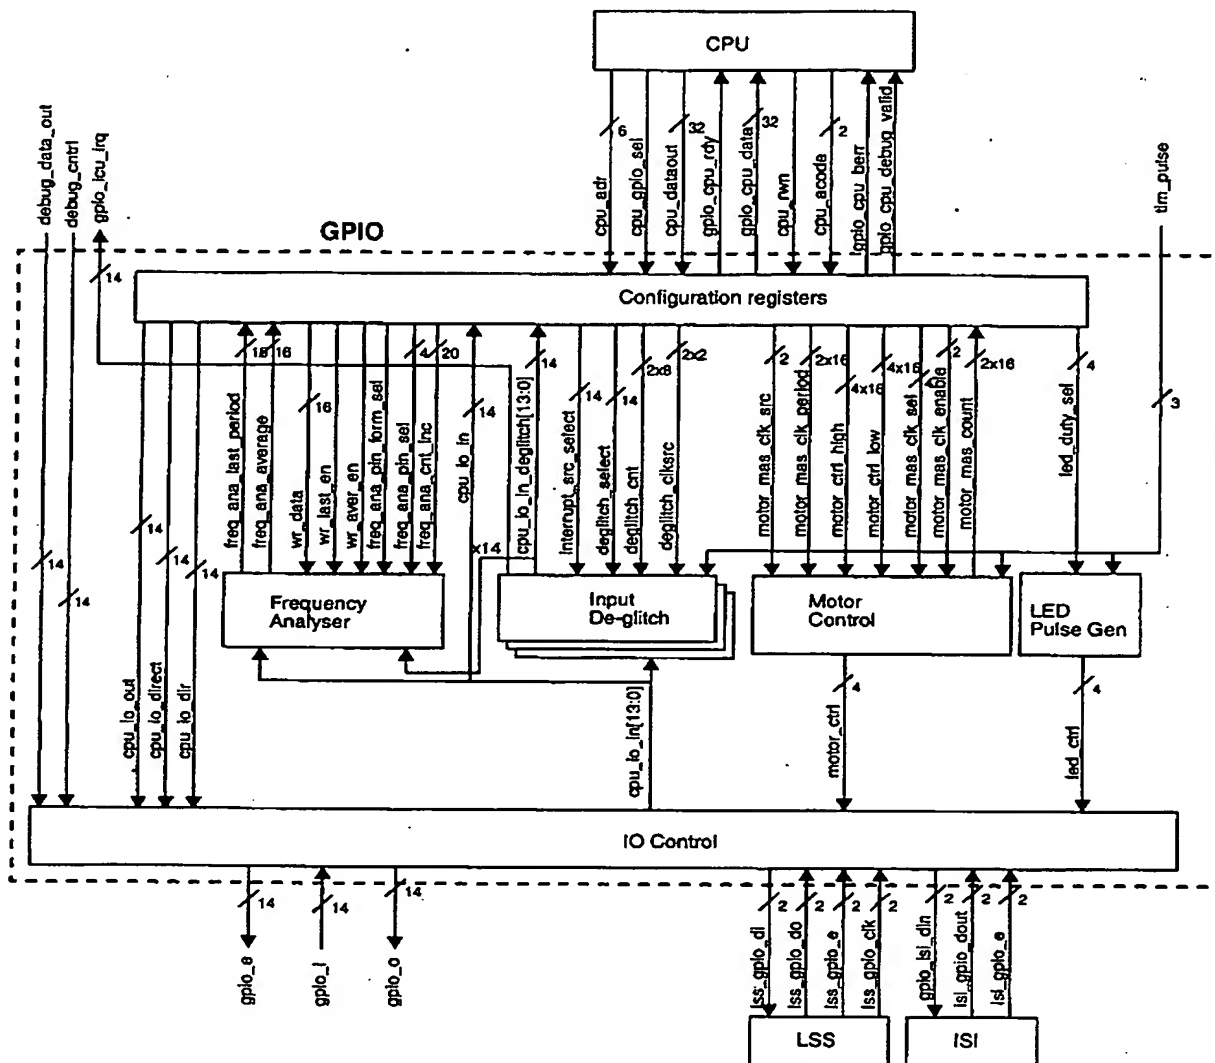 CPU
debug_data_out
debug_cntrl
gpio_icu_irq
6
32
32
2
cpu_adr
cpu_gpio_sel
cpu_dataout
gpio_cpu_rdy
gpio_cpu_data
cpu_rwn
cpu_acode
gpio_cpu_berr
gpio_cpu_debug_valid
tim_pulse
GPIO
14
Configuration registers
16
4
20
14
14
2
2x16
4x16
4x16
4
2
2x16
4
3
14
14
2x8
2x2
16
14
freq_ana_last_period
freq_ana_average
wr_data
wr_last_en
wr_aver_en
freq_ana_pin_form_sel
freq_ana_pin_sel
freq_ana_cnt_inc
cpu_io_in
cpu_io_in_deglitch[13:0]
interrupt_src_select
deglitch_select
deglitch_cnt
deglitch_clksrc
motor_mas_clk_src
motor_mas_clk_period
motor_ctrl_high
motor_ctrl_low
motor_mas_clk_sel
motor_mas_clk_enable
motor_mas_count
led_duty_sel
x14
14
14
14
14
14
Frequency
Analyser
Input
De-glitch
Motor
Control
LED
Pulse Gen
cpu_io_out
cpu_io_direct
cpu_io_dir
cpu_io_in[13:0]
motor_ctrl
4
led_ctrl
4
IO Control
14
14
14
2
2
2
2
2
2
2
gpio_e
gpio_i
gpio_o
lss_gpio_di
lss_gpio_do
lss_gpio_e
lss_gpio_clk
gpio_isi_din
isi_gpio_dout
isi_gpio_e
LSS
ISI